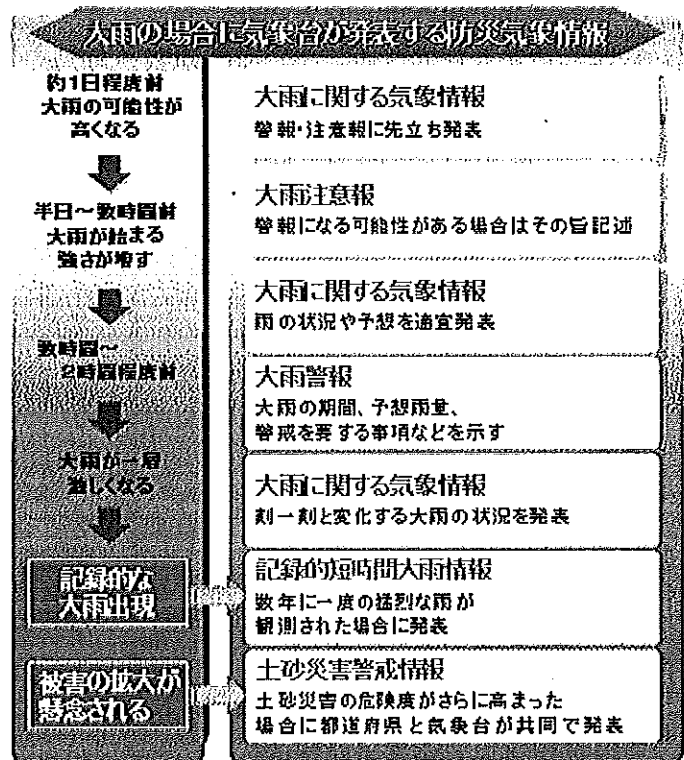 大雨の場合に気象台が発表する防災気象情報
約1日程度前
大雨の可能性が
高くなる
大雨に関する気象情報
警報・注意報に先立ち発表
半日～数時間前
大雨が始まる
強さが増す
大雨注意報
警報になる可能性がある場合はその旨記述
大雨に関する気象情報
雨の状況や予想を適宜発表
数時間～
2時間程度前
大雨警報
大雨の期間、予想雨量、
警戒を要する事項などを示す
大雨が一層
激しくなる
大雨に関する気象情報
刻一刻と変化する大雨の状況を発表
記録的な
大雨出現
記録的短時間大雨情報
数年に一度の猛烈な雨が
観測された場合に発表
被害の拡大が
懸念される
土砂災害警戒情報
土砂災害の危険度がさらに高まった
場合に都道府県と気象台が共同で発表